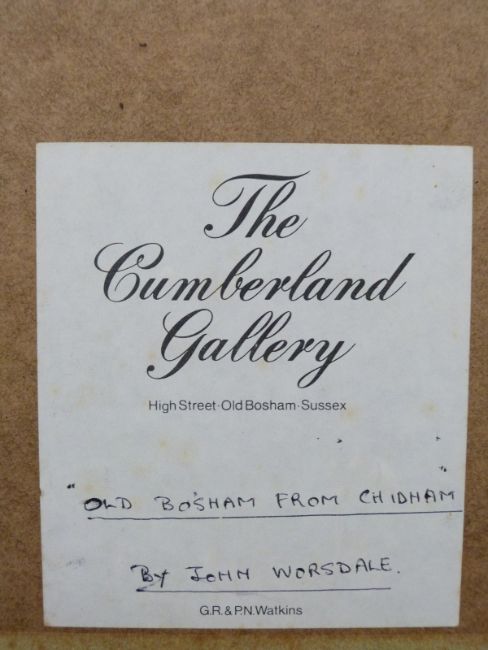 The
Cumberland
Gallery
High Street·Old Bosham·Sussex
"OLD BOSHAM FROM CHIDHAM"
By JOHN WORSDALE.
G.R.& P.N.Watkins